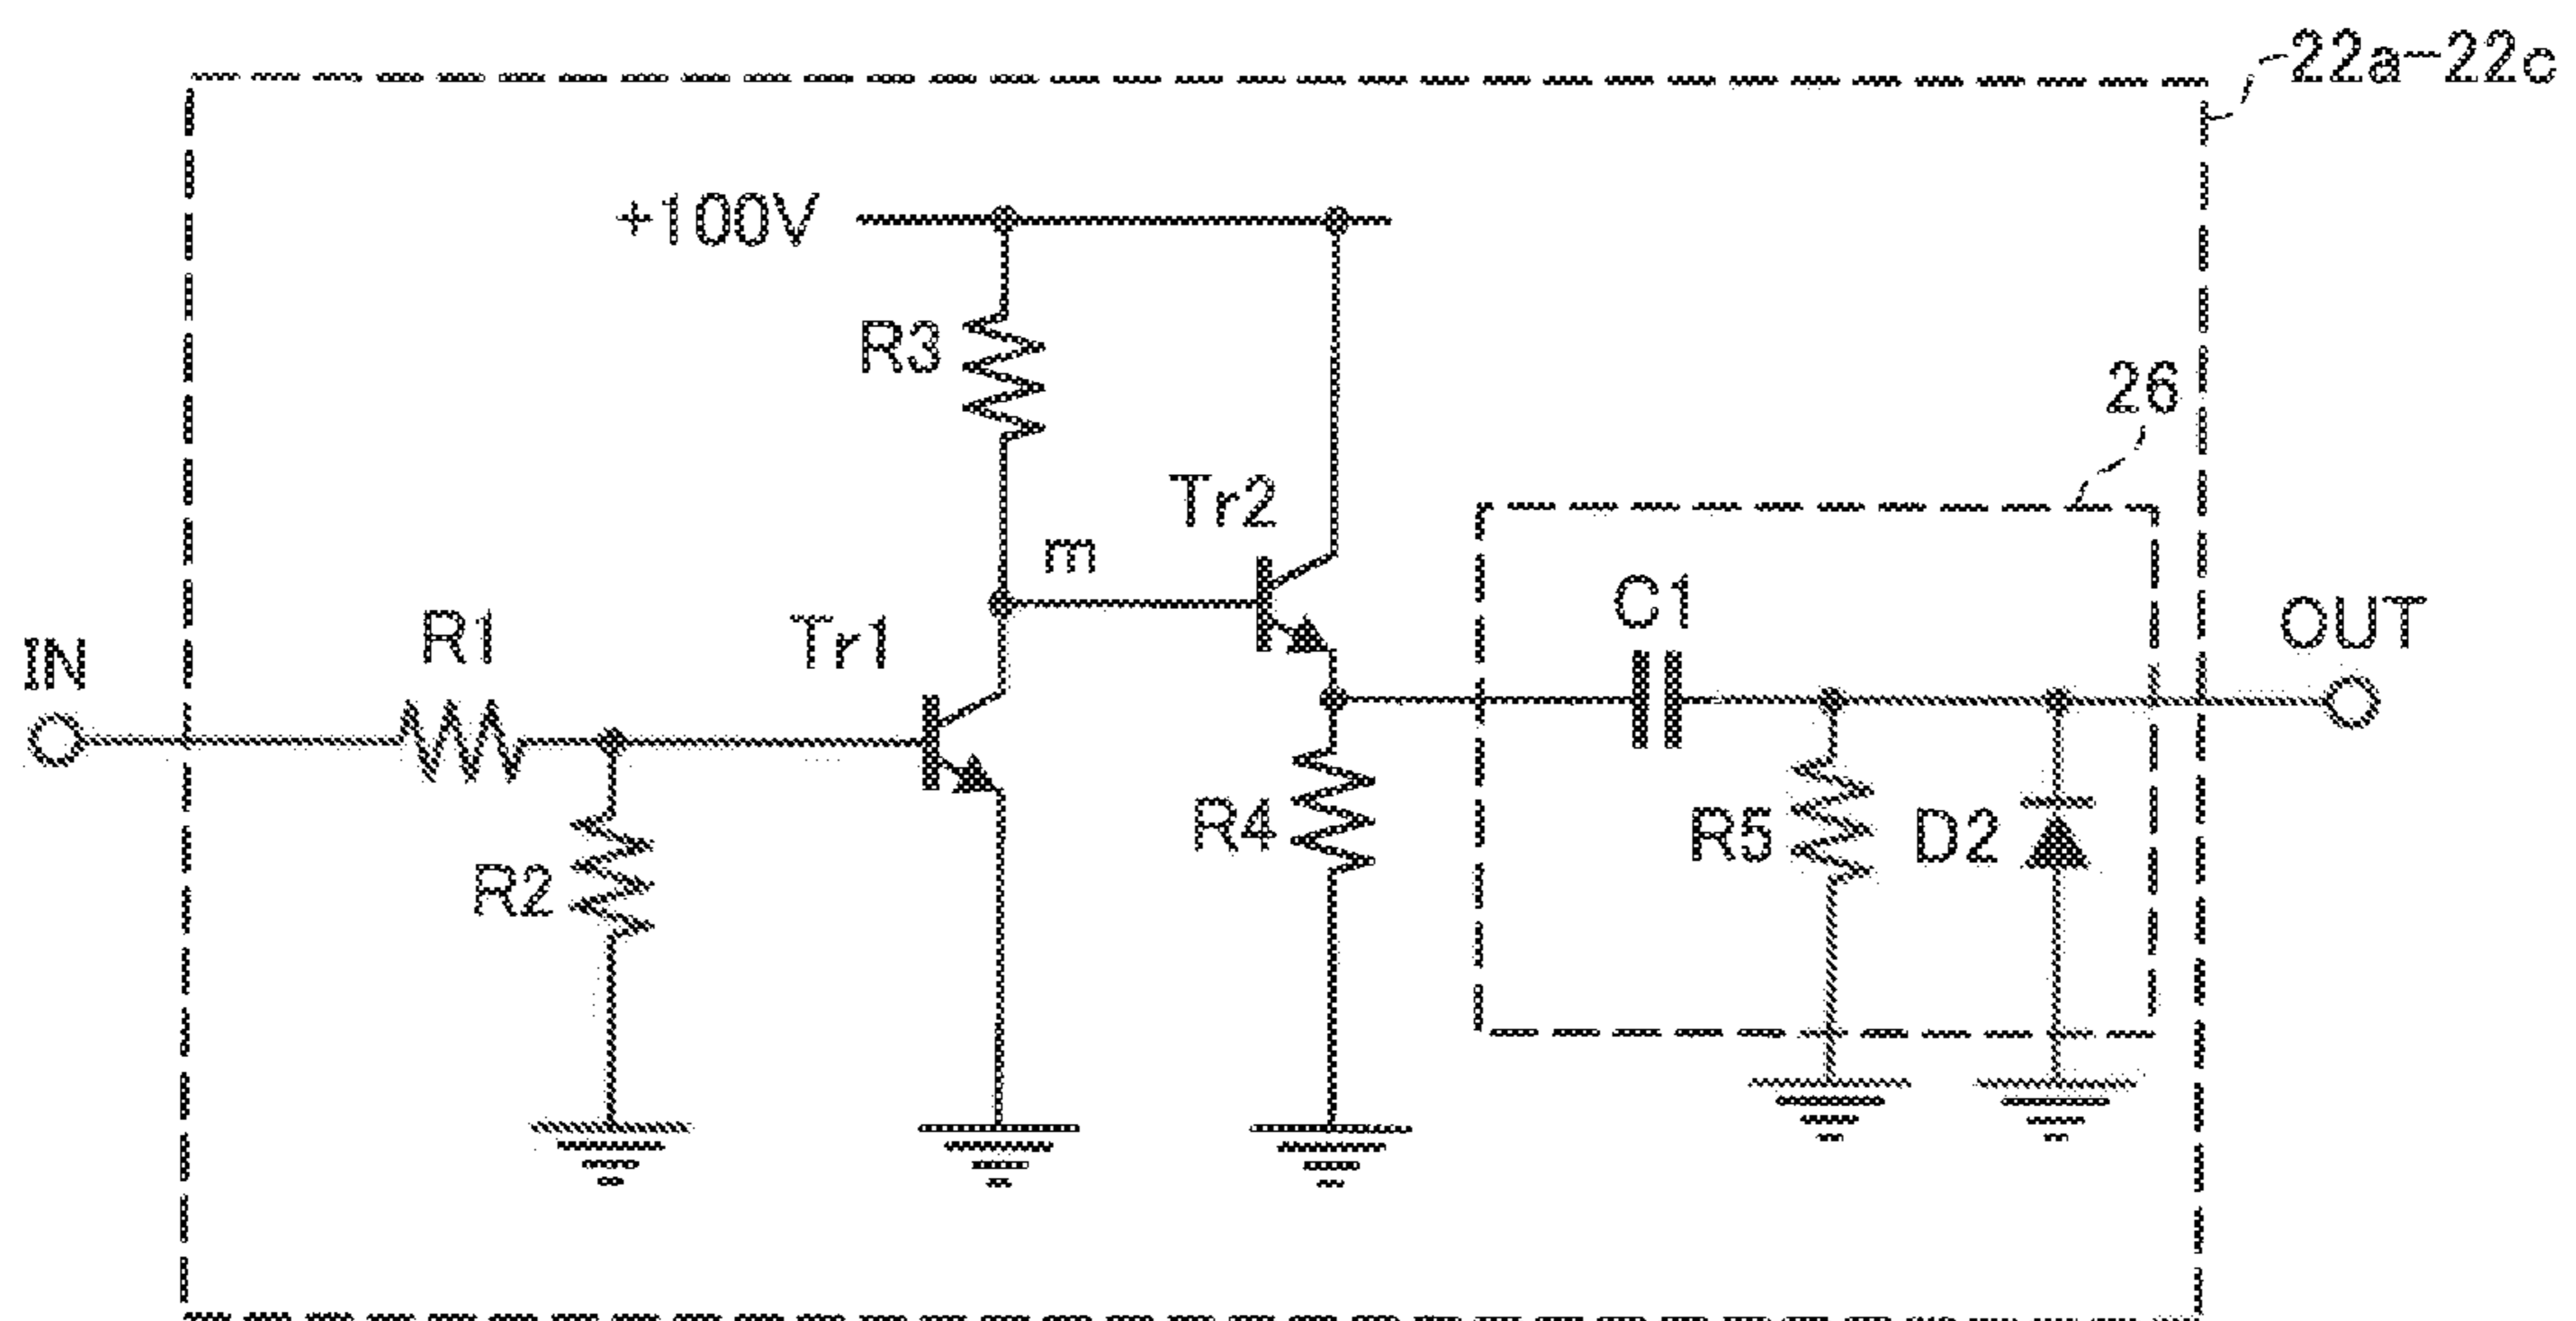 22a-22c
+100V
R3
26
Tr2
m
C1
OUT
R1
Tr1
IN
R4
R5
D2
R2